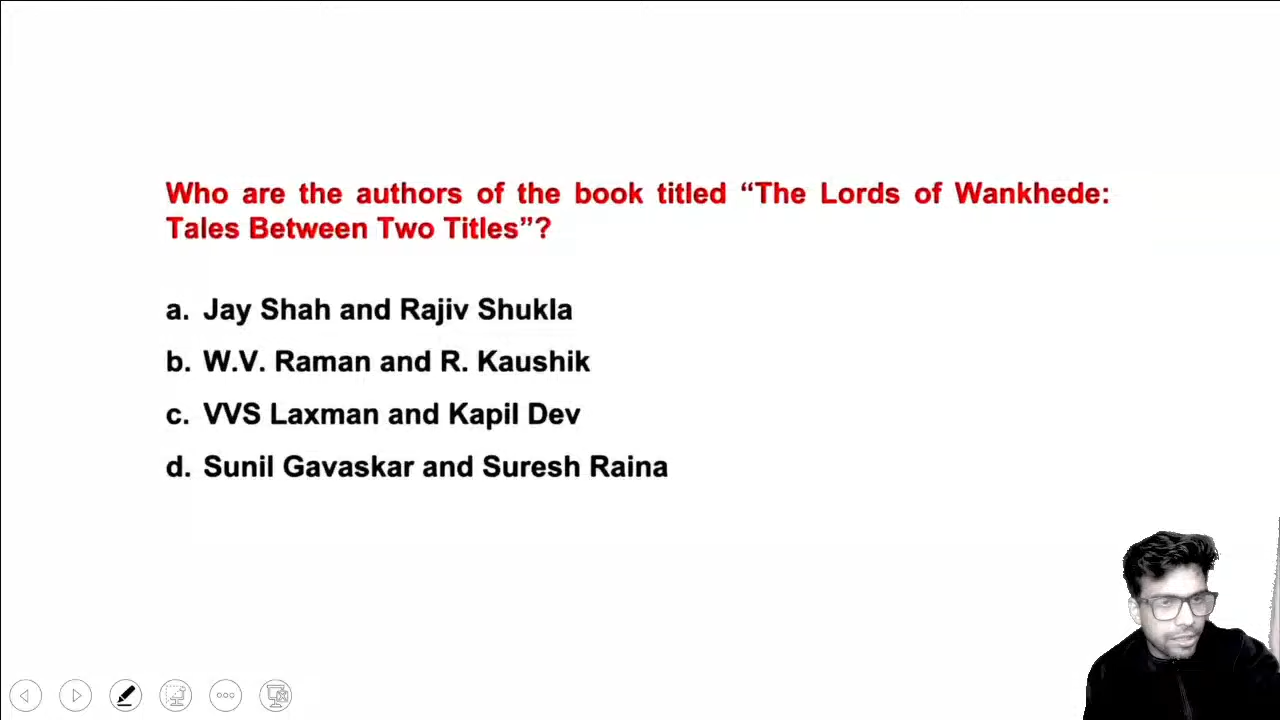 Who are the authors of the book titled “The Lords of Wankhede:
Tales Between Two Titles”?
a. Jay Shah and Rajiv Shukla
b. W.V. Raman and R. Kaushik
c. VVS Laxman and Kapil Dev
d. Sunil Gavaskar and Suresh Raina